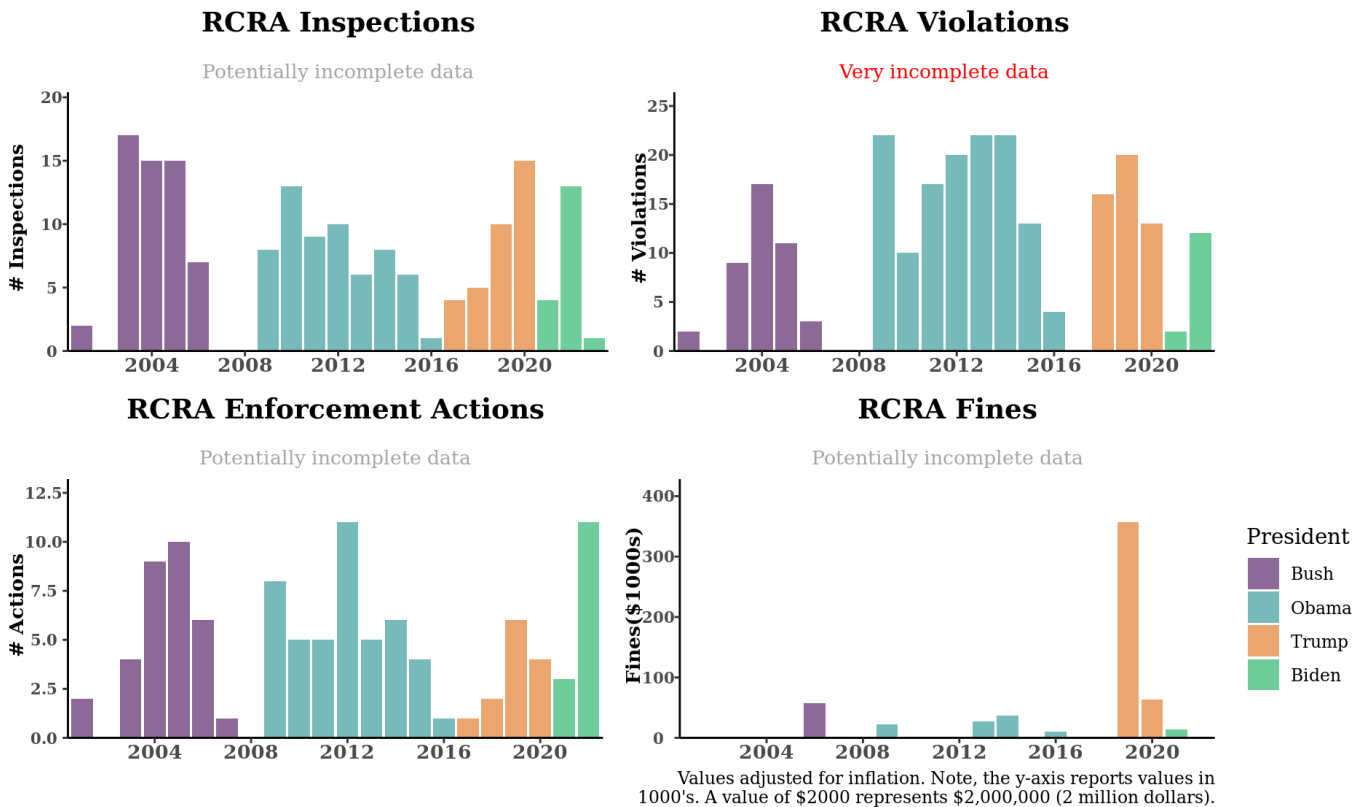 RCRA Inspections
Potentially incomplete data
# Inspections
20
15
10
5
0
2004 2008 2012 2016 2020
RCRA Violations
Very incomplete data
# Violations
25
20
15
10
5
0
2004 2008 2012 2016 2020
RCRA Enforcement Actions
Potentially incomplete data
# Actions
12.5
10.0
7.5
5.0
2.5
0.0
2004 2008 2012 2016 2020
RCRA Fines
Potentially incomplete data
Fines($1000s)
400
300
200
100
0
2004 2008 2012 2016 2020
President
Bush
Obama
Trump
Biden
Values adjusted for inflation. Note, the y-axis reports values in
1000's. A value of $2000 represents $2,000,000 (2 million dollars).